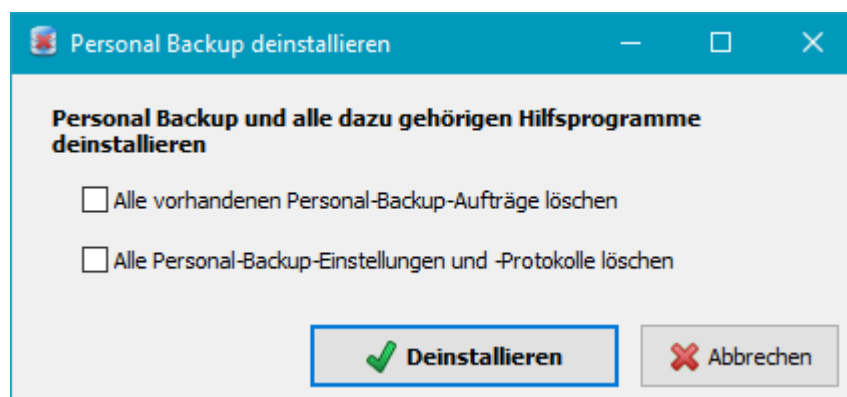 Personal Backup deinstallieren
Personal Backup und alle dazu gehörigen Hilfsprogramme
deinstallieren
Alle vorhandenen Personal-Backup-Aufträge löschen
Alle Personal-Backup-Einstellungen und -Protokolle löschen
Deinstallieren
Abbrechen